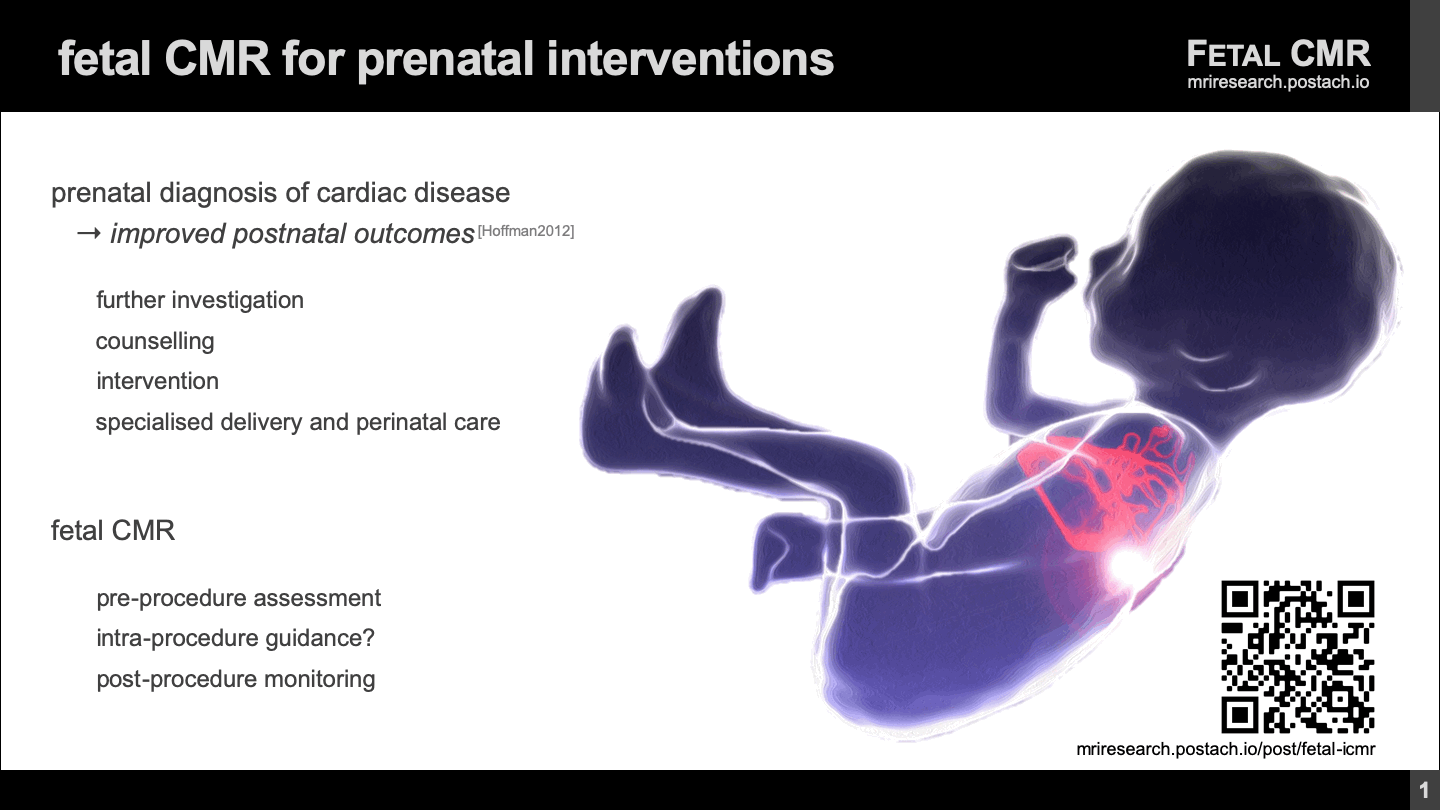 fetal CMR for prenatal interventions
FETAL CMR
mriresearch.postach.io
prenatal diagnosis of cardiac disease
→ improved postnatal outcomes[Hoffman2012]
further investigation
counselling
intervention
specialised delivery and perinatal care
fetal CMR
pre-procedure assessment
intra-procedure guidance?
post-procedure monitoring
mriresearch.postach.io/post/fetal-icmr
1